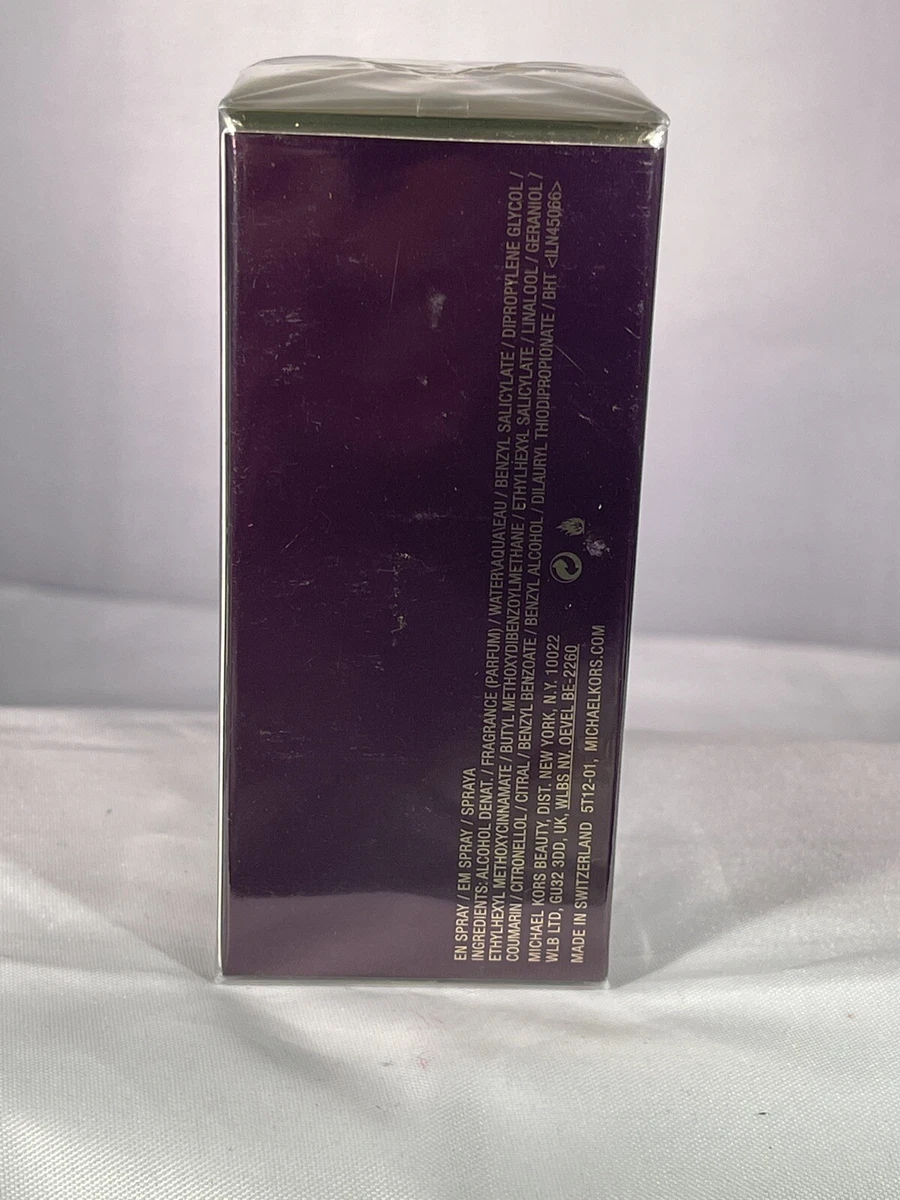 EN SPRAY / EM SPRAY / SPRAYA
INGREDIENTS: ALCOHOL DENAT. / FRAGRANCE (PARFUM) / WATER\AQUA\EAU / BENZYL SALICYLATE / DIPROPYLENE GLYCOL /
ETHYLHEXYL METHOXYCINNAMATE / BUTYL METHOXYDIBENZOYLMETHANE / ETHYLHEXYL SALICYLATE / LINALOOL / GERANIOL /
COUMARIN / CITRONELLOL / CITRAL / BENZYL BENZOATE / BENZYL ALCOHOL / DILAURYL THIODIPROPIONATE / BHT <ILN45066>
MICHAEL KORS BEAUTY, DIST. NEW YORK, N.Y. 10022
WLB LTD, GU32 3DD, UK, WLBS NV, OEVEL BE-2260
MADE IN SWITZERLAND 5T12-01, MICHAELKORS.COM